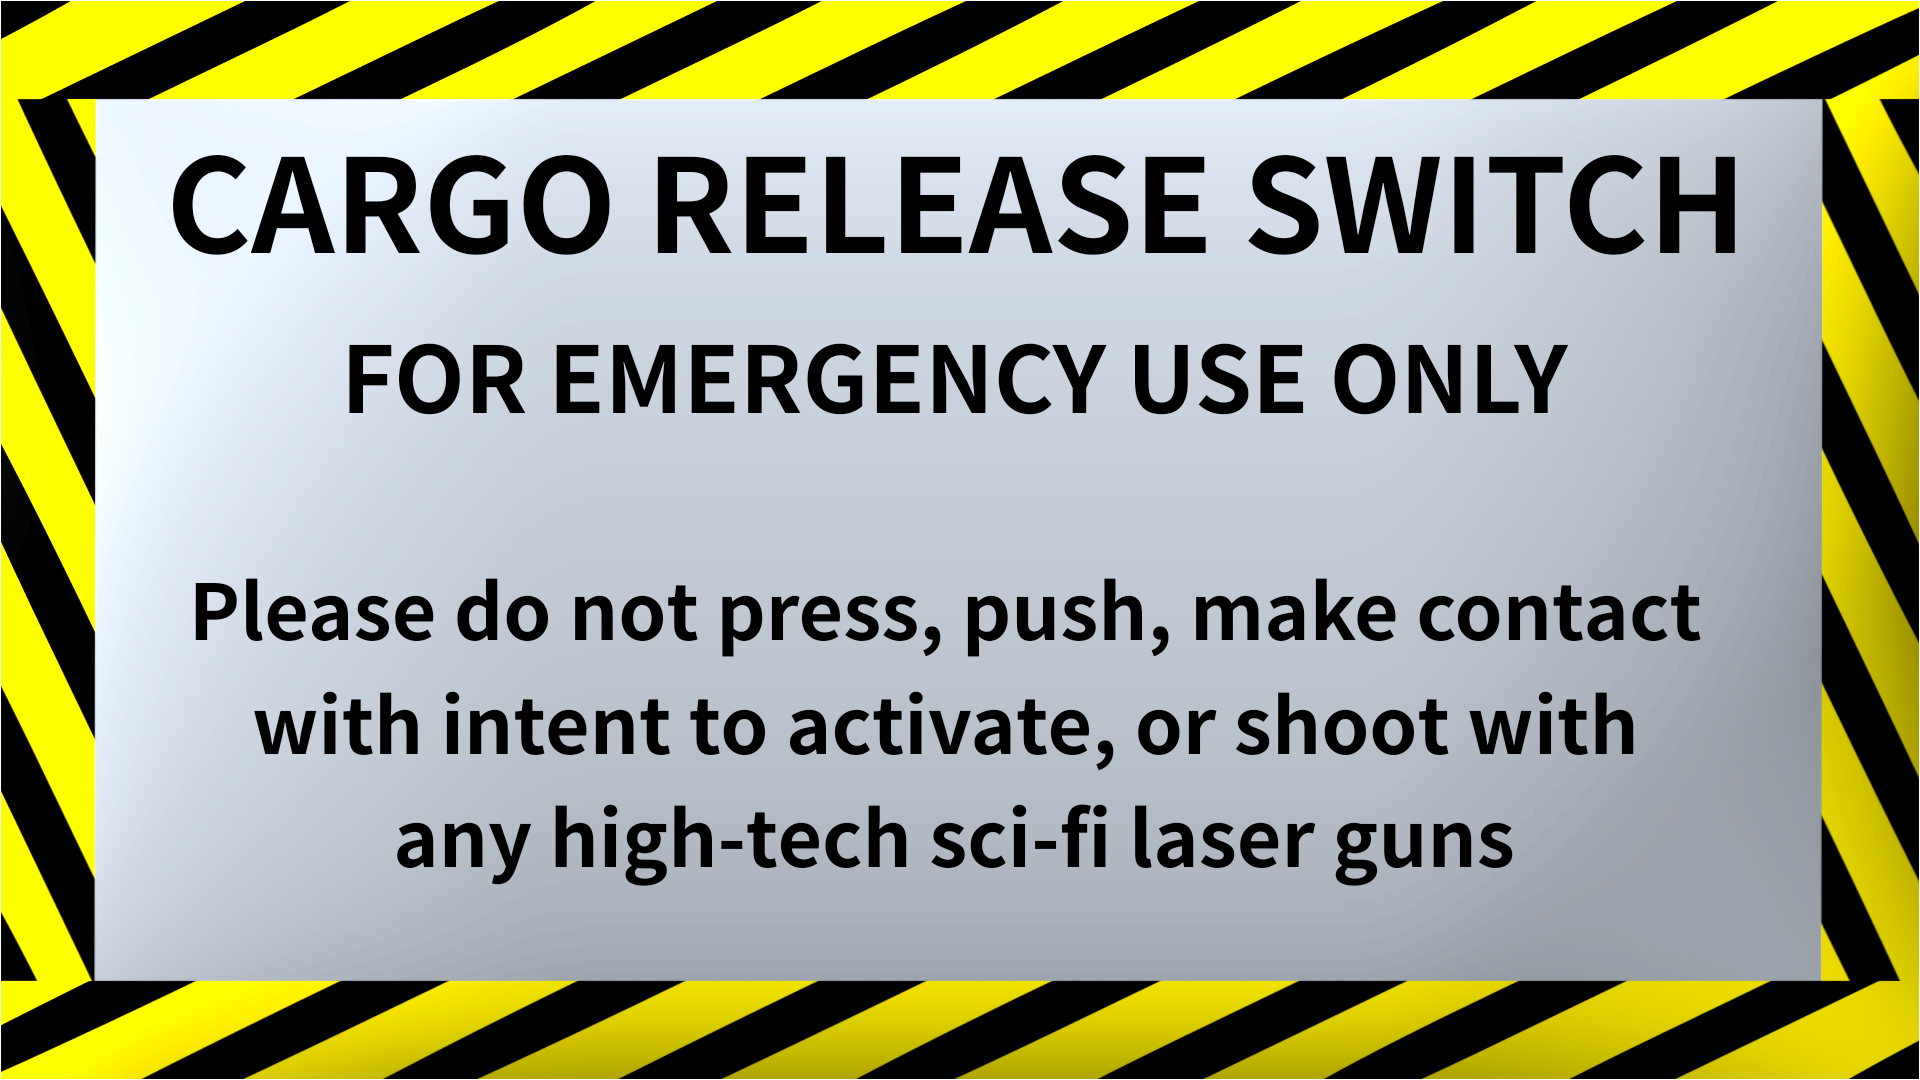 CARGO RELEASE SWITCH
FOR EMERGENCY USE ONLY
Please do not press, push, make contact
with intent to activate, or shoot with
any high-tech sci-fi laser guns